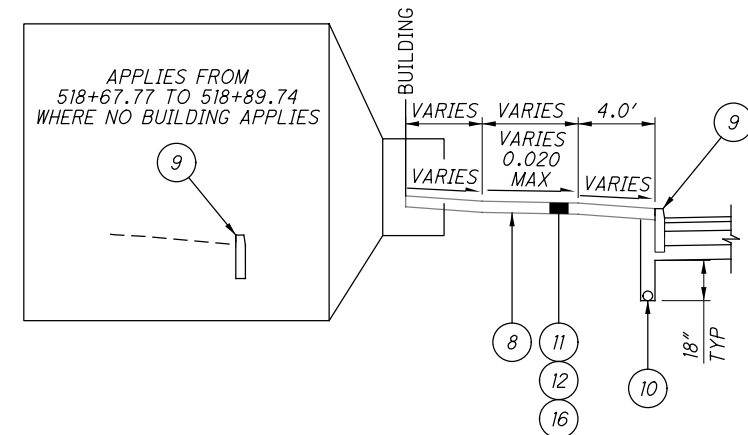 APPLIES FROM
518+67.77 TO 518+89.74
WHERE NO BUILDING APPLIES
9
BUILDING
VARIES
VARIES
4.0'
VARIES
0.020
MAX
VARIES
VARIES
9
8
11
12
16
10
18"
TYP